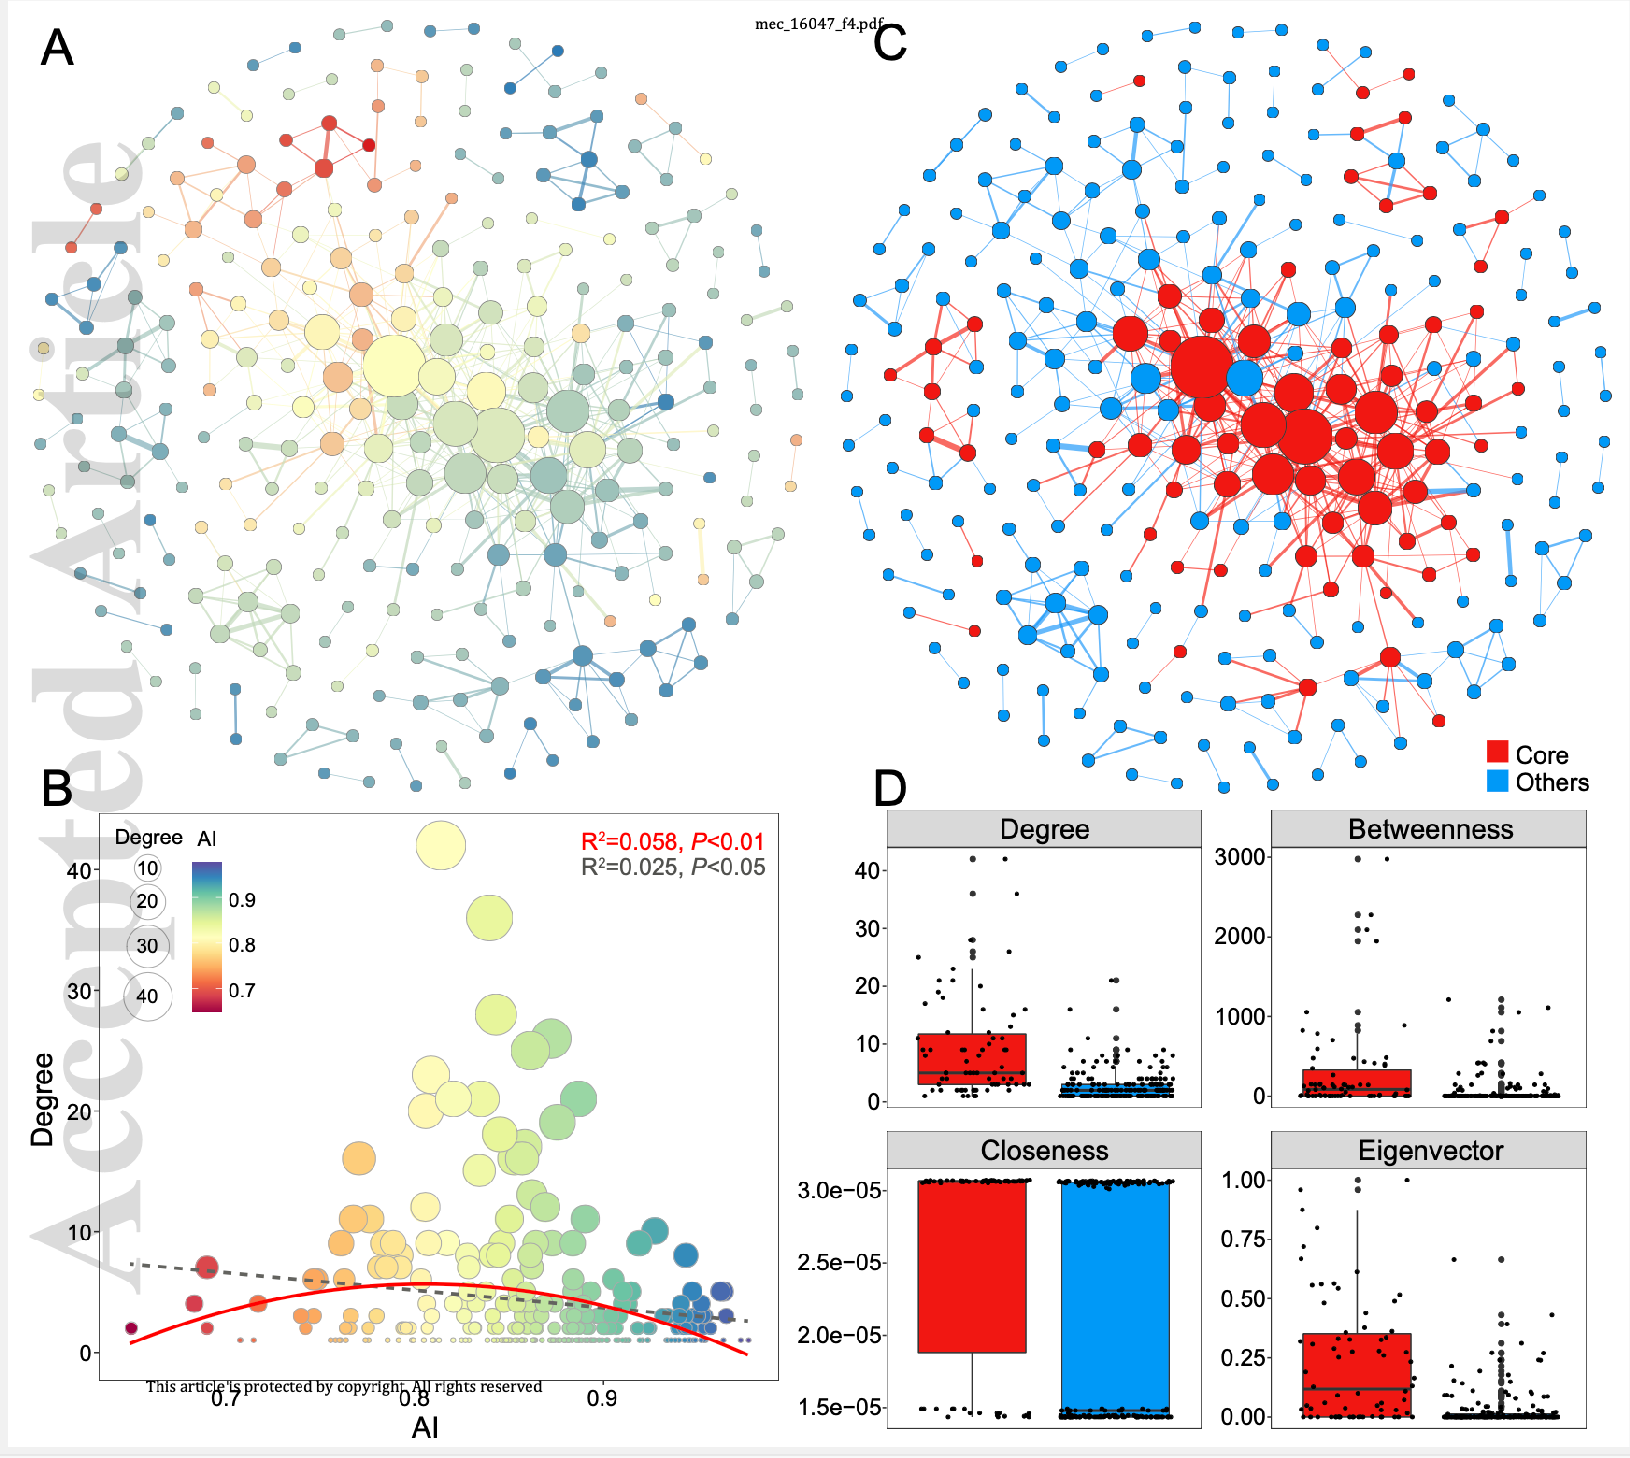 mec_16047_f4.pdf
A
C
Accepted Article
Core
Others
B
Degree AI
10
20
30
40
0.9
0.8
0.7
R²=0.058, P<0.01
R²=0.025, P<0.05
40
30
20
10
0
Degree
This article is protected by copyright. All rights reserved
0.7
0.8
0.9
AI
D
Degree
40
30
20
10
0
Betweenness
3000
2000
1000
0
Closeness
3.0e−05
2.5e−05
2.0e−05
1.5e−05
Eigenvector
1.00
0.75
0.50
0.25
0.00